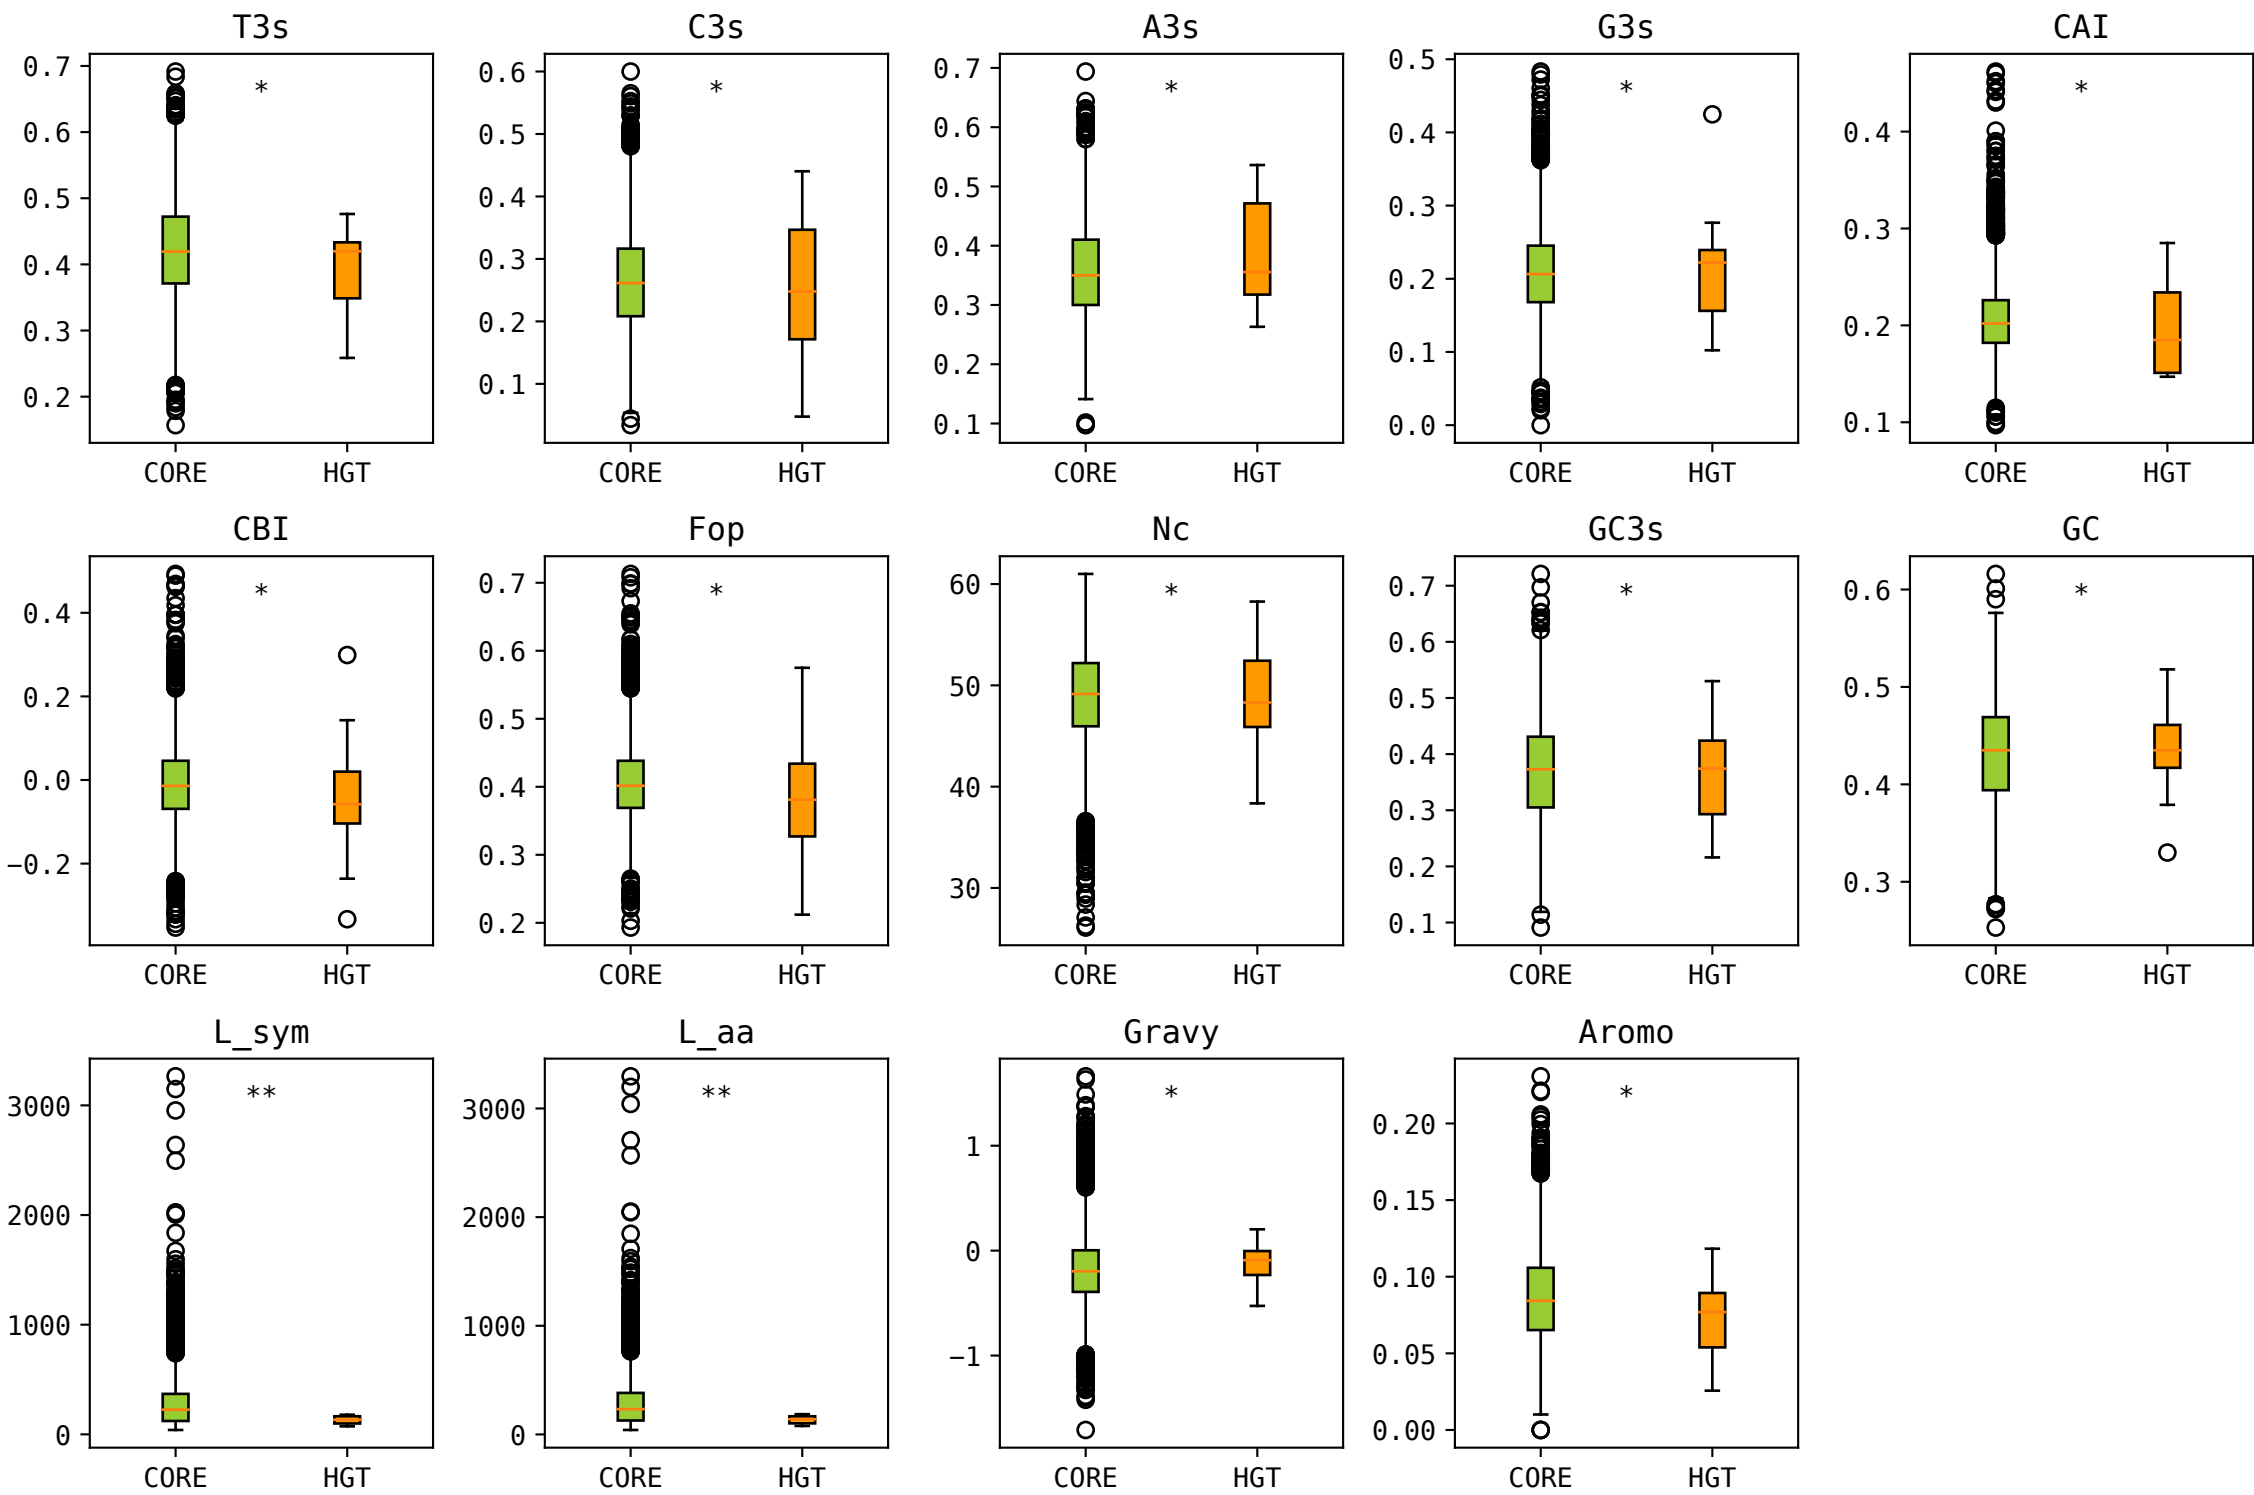 T3s
C3s
A3s
G3s
CAI
0.7
0.6
0.5
0.4
0.3
0.2
*
CORE
HGT
0.6
0.5
0.4
0.3
0.2
0.1
*
CORE
HGT
0.7
0.6
0.5
0.4
0.3
0.2
0.1
*
CORE
HGT
0.5
0.4
0.3
0.2
0.1
0.0
*
CORE
HGT
0.4
0.3
0.2
0.1
*
CORE
HGT
CBI
Fop
Nc
GC3s
GC
0.4
0.2
0.0
−0.2
*
CORE
HGT
0.7
0.6
0.5
0.4
0.3
0.2
*
CORE
HGT
60
50
40
30
*
CORE
HGT
0.7
0.6
0.5
0.4
0.3
0.2
0.1
*
CORE
HGT
0.6
0.5
0.4
0.3
*
CORE
HGT
L_sym
L_aa
Gravy
Aromo
3000
2000
1000
0
**
CORE
HGT
3000
2000
1000
0
**
CORE
HGT
1
0
−1
*
CORE
HGT
0.20
0.15
0.10
0.05
0.00
*
CORE
HGT